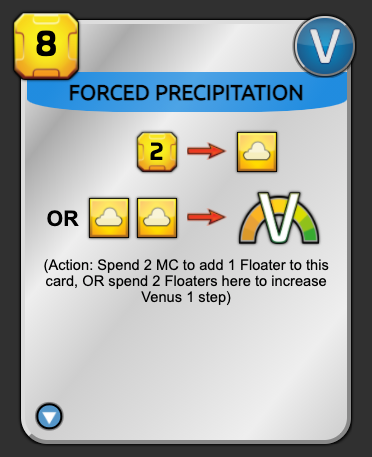 8
V
FORCED PRECIPITATION
2
OR
V
(Action: Spend 2 MC to add 1 Floater to this
card, OR spend 2 Floaters here to increase
Venus 1 step)